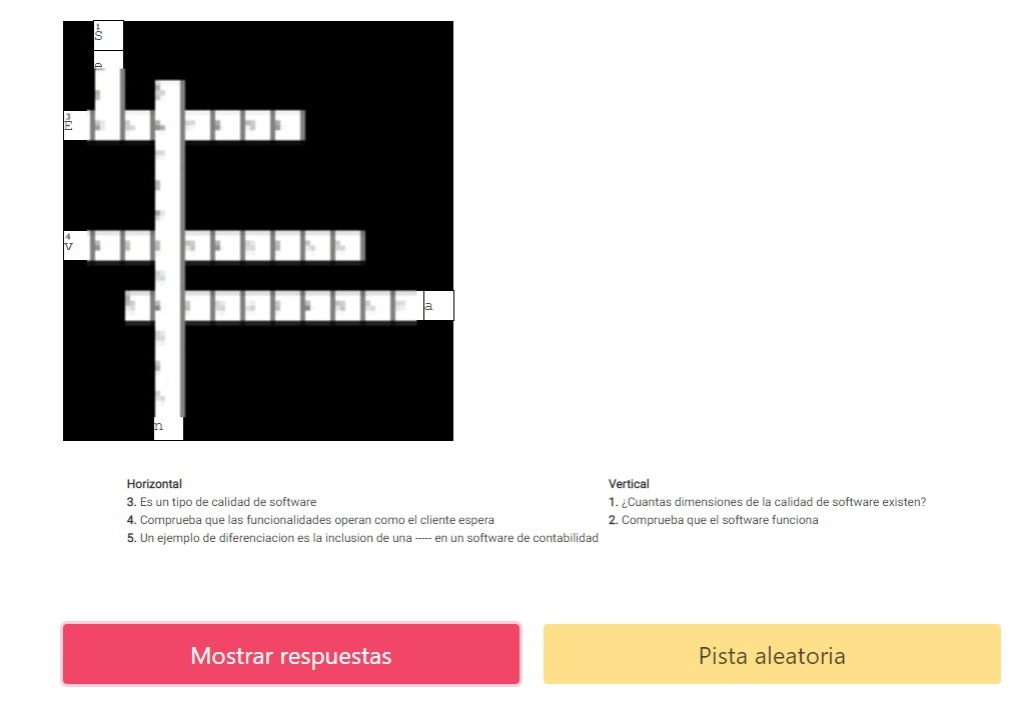 1
S
e
3
E
4
V
a
n
Horizontal
3. Es un tipo de calidad de software
4. Comprueba que las funcionalidades operan como el cliente espera
5. Un ejemplo de diferenciacion es la inclusion de una ----- en un software de contabilidad
Vertical
1. ¿Cuantas dimensiones de la calidad de software existen?
2. Comprueba que el software funciona
Mostrar respuestas
Pista aleatoria